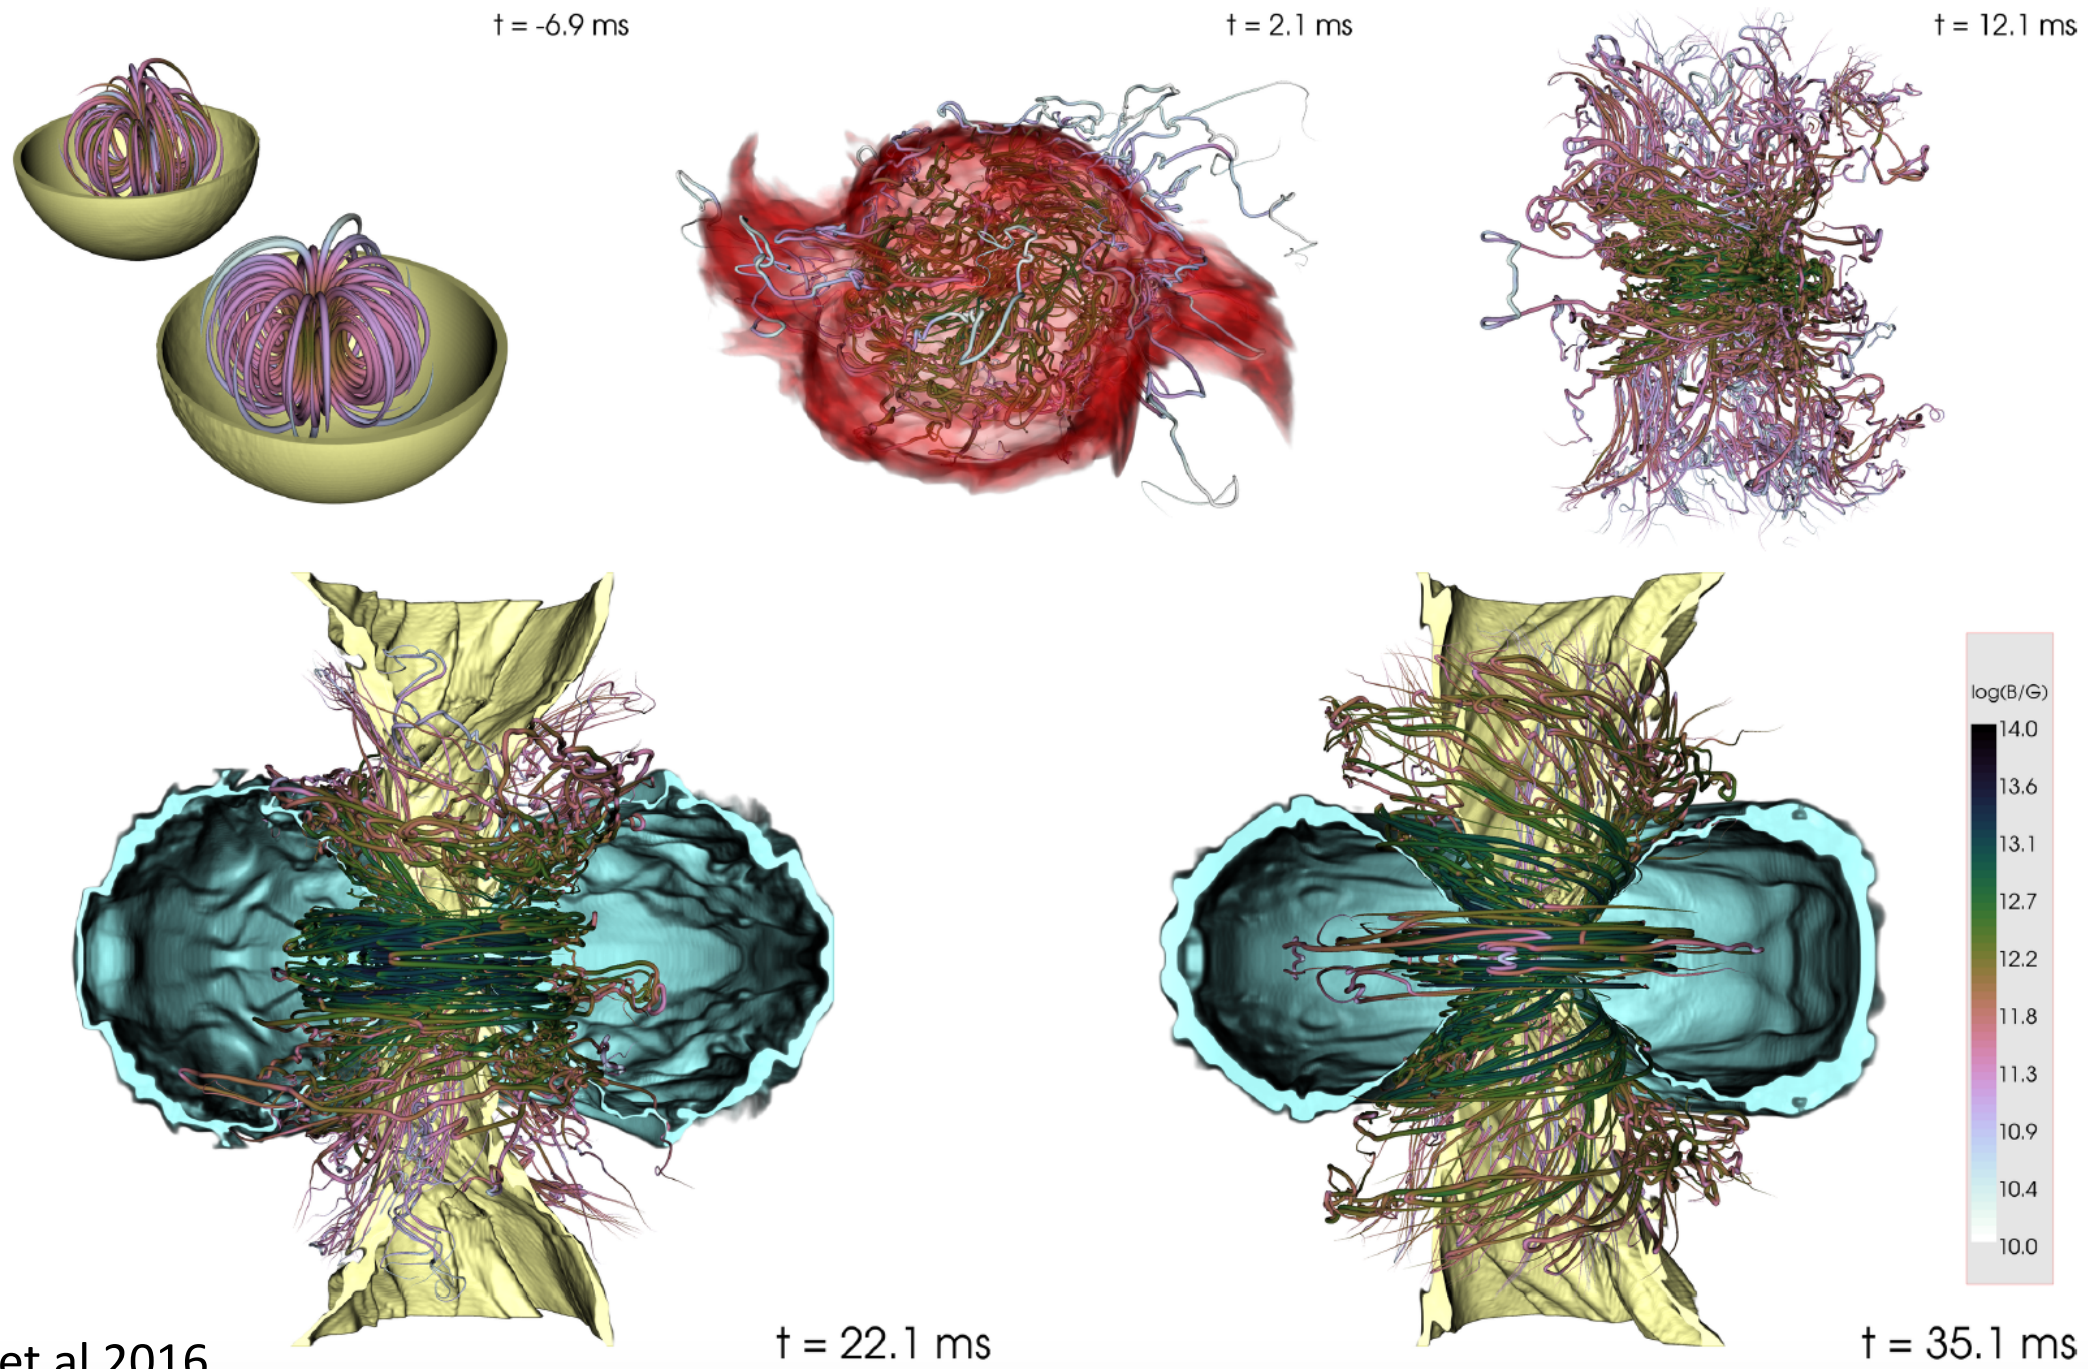 t = -6.9 ms
t = 2.1 ms
t = 12.1 ms
log(B/G)
14.0
13.6
13.1
12.7
12.2
11.8
11.3
10.9
10.4
10.0
t = 22.1 ms
t = 35.1 ms
et al 2016